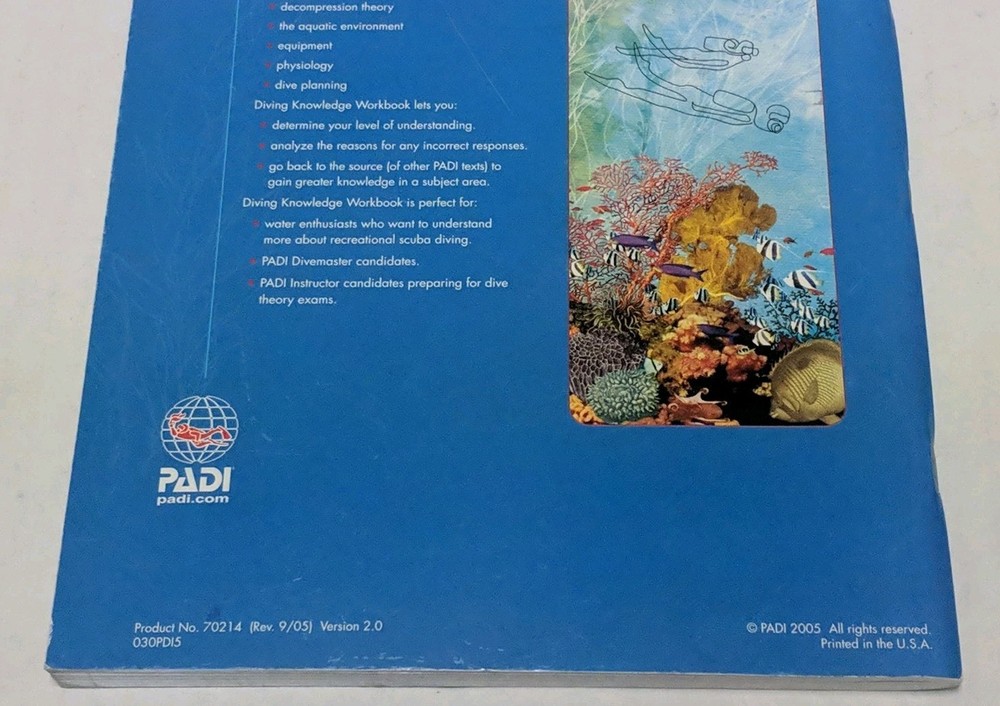 decompression theory
the aquatic environment
equipment
physiology
dive planning
Diving Knowledge Workbook lets you:
determine your level of understanding.
analyze the reasons for any incorrect responses.
go back to the source (of other PADI texts) to
gain greater knowledge in a subject area.
Diving Knowledge Workbook is perfect for:
water enthusiasts who want to understand
more about recreational scuba diving.
PADI Divemaster candidates.
PADI Instructor candidates preparing for dive
theory exams.
PADI
padi.com
Product No. 70214 (Rev. 9/05) Version 2.0
030PDI5
© PADI 2005 All rights reserved.
Printed in the U.S.A.